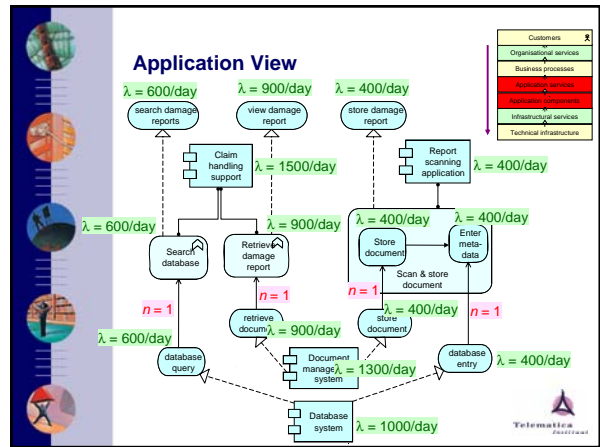 Application View
Customers
Organisational services
Business processes
Application services
Application components
Infrastructural services
Technical infrastructure
λ = 600/day
λ = 900/day
λ = 400/day
search damage
reports
view damage
report
store damage
report
Claim
handling
support
λ = 1500/day
Report
scanning
application
λ = 400/day
λ = 600/day
λ = 900/day
λ = 400/day
λ = 400/day
Search
database
Retrieve
damage
report
Store
document
Enter
meta-
data
Scan & store
document
n = 1
n = 1
n = 1
n = 1
λ = 600/day
retrieve
document
λ = 900/day
store
document
λ = 400/day
database
query
Document
management
system
λ = 1300/day
database
entry
λ = 400/day
Database
system
λ = 1000/day
Telematica
Instituut